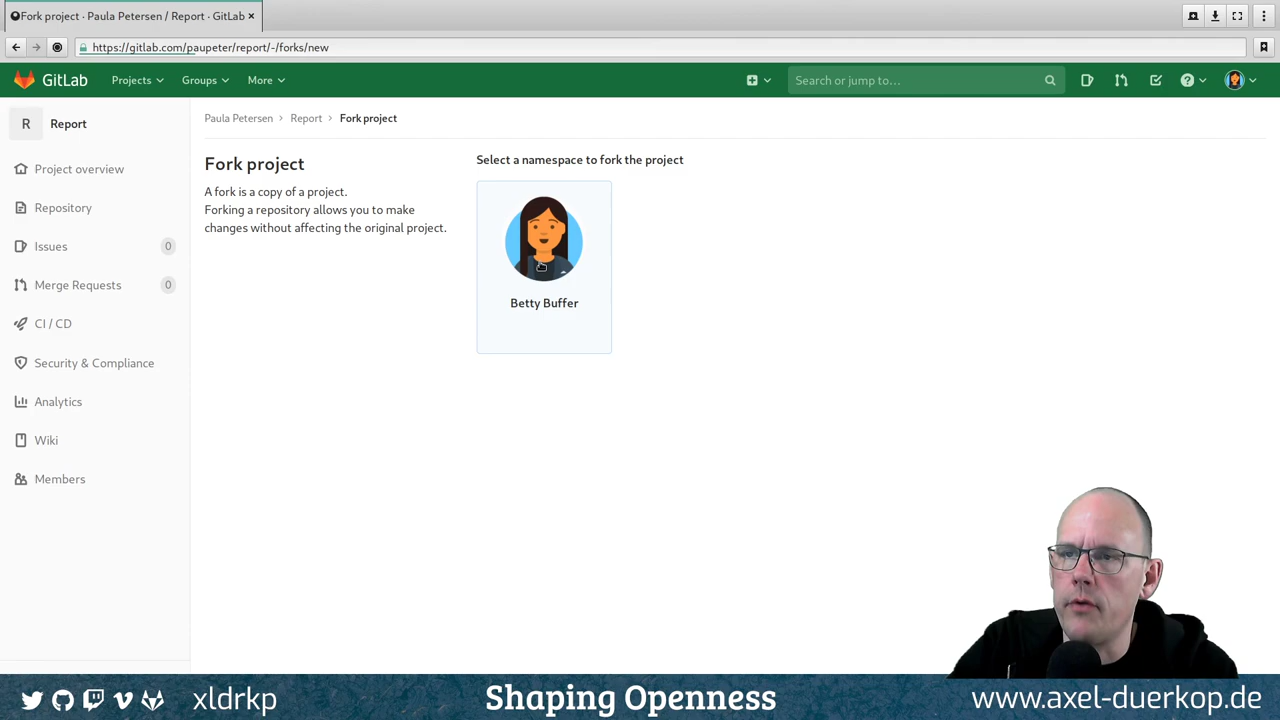 Fork project · Paula Petersen / Report · GitLab ×
https://gitlab.com/paupeter/report/-/forks/new
GitLab Projects Groups More Search or jump to…
R Report
Paula Petersen > Report > Fork project
Project overview
Repository
Issues 0
Merge Requests 0
CI / CD
Security & Compliance
Analytics
Wiki
Members
Fork project
A fork is a copy of a project.
Forking a repository allows you to make
changes without affecting the original project.
Select a namespace to fork the project
Betty Buffer
xldrkp Shaping Openness www.axel-duerkop.de